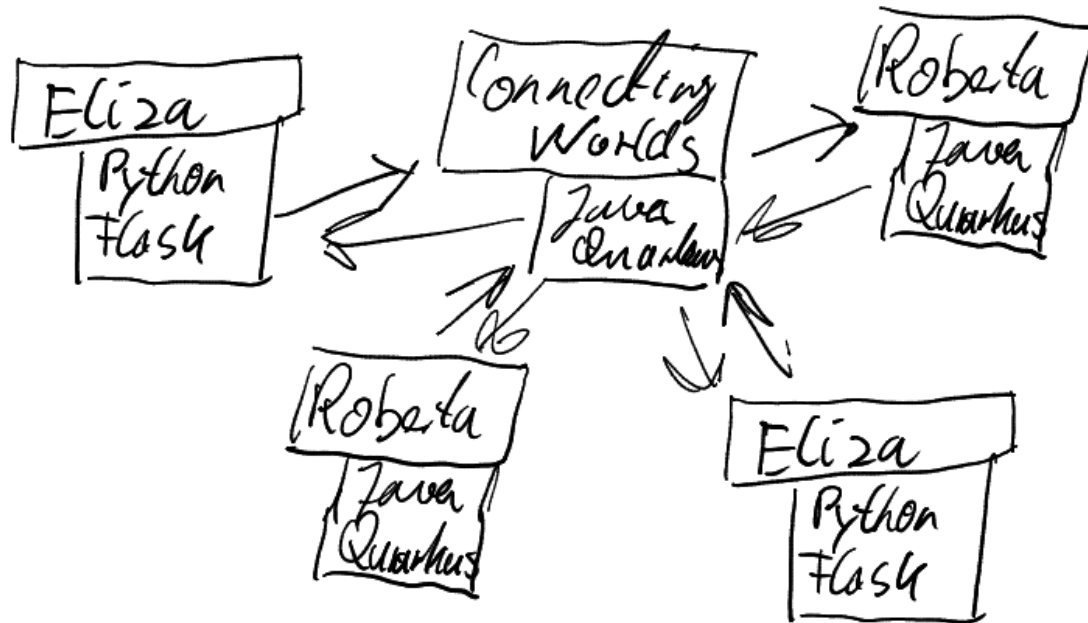 Eliza
Python
Flask
Connecting
Worlds
Java
Quarkus
Roberta
Java
Quarkus
Roberta
Java
Quarkus
Eliza
Python
Flask